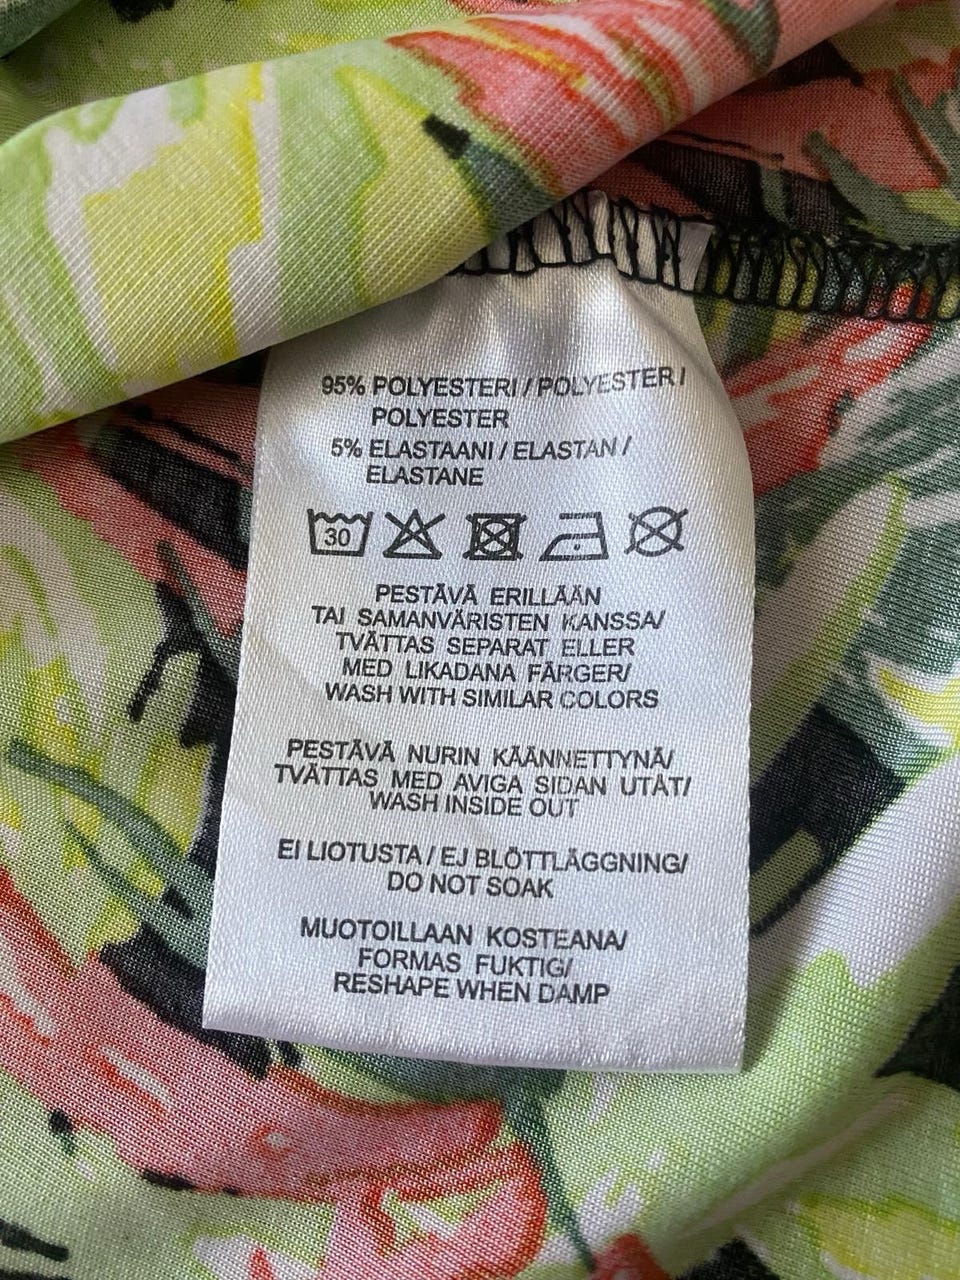 95% POLYESTERI / POLYESTER /
POLYESTER
5% ELASTAANI / ELASTAN /
ELASTANE
30
PESTÄVÄ ERILLÄÄN
TAI SAMANVÄRISTEN KANSSA/
TVÄTTAS SEPARAT ELLER
MED LIKADANA FÄRGER/
WASH WITH SIMILAR COLORS
PESTÄVÄ NURIN KÄÄNNETTYNÄ/
TVÄTTAS MED AVIGA SIDAN UTÅT/
WASH INSIDE OUT
EI LIOTUSTA / EJ BLÖTTLÄGGNING/
DO NOT SOAK
MUOTOILLAAN KOSTEANA/
FORMAS FUKTIG/
RESHAPE WHEN DAMP